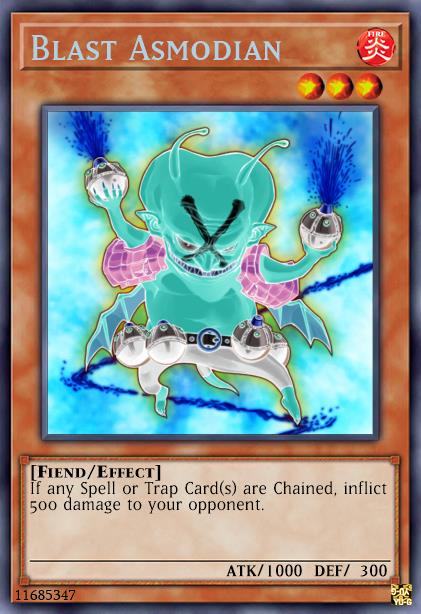 Blast Asmodian
FIRE
炎
[Fiend/Effect]
If any Spell or Trap Card(s) are Chained, inflict
500 damage to your opponent.
ATK/1000 DEF/ 300
11685347